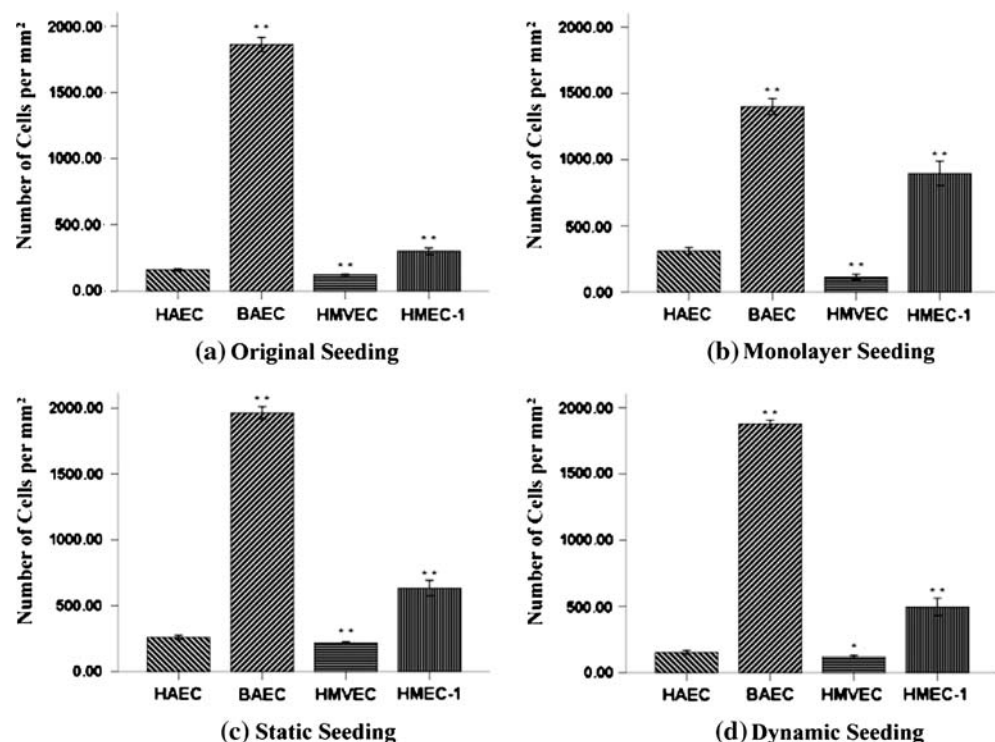 Number of Cells per mm²
2000.00
1500.00
1000.00
500.00
0.00
**
**
**
HAEC BAEC HMVEC HMEC-1
(a) Original Seeding
Number of Cells per mm²
2000.00
1500.00
1000.00
500.00
0.00
**
**
**
HAEC BAEC HMVEC HMEC-1
(b) Monolayer Seeding
Number of Cells per mm²
2000.00
1500.00
1000.00
500.00
0.00
**
**
**
HAEC BAEC HMVEC HMEC-1
(c) Static Seeding
Number of Cells per mm²
2000.00
1500.00
1000.00
500.00
0.00
**
*
**
HAEC BAEC HMVEC HMEC-1
(d) Dynamic Seeding